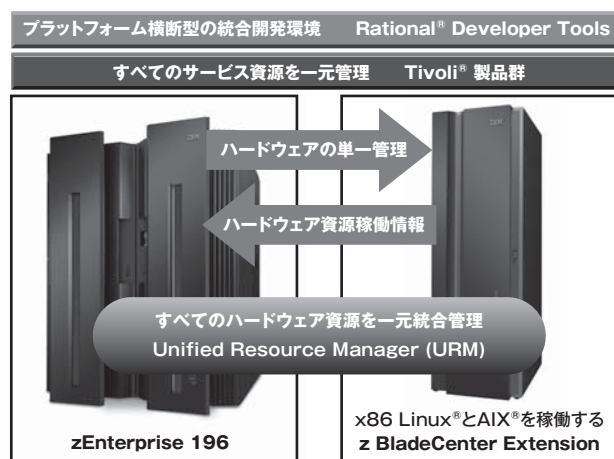 プラットフォーム横断型の統合開発環境 Rational® Developer Tools
すべてのサービス資源を一元管理 Tivoli® 製品群
ハードウェアの単一管理
ハードウェア資源稼働情報
すべてのハードウェア資源を一元統合管理
Unified Resource Manager (URM)
zEnterprise 196
x86 Linux®とAIX®を稼働する
z BladeCenter Extension